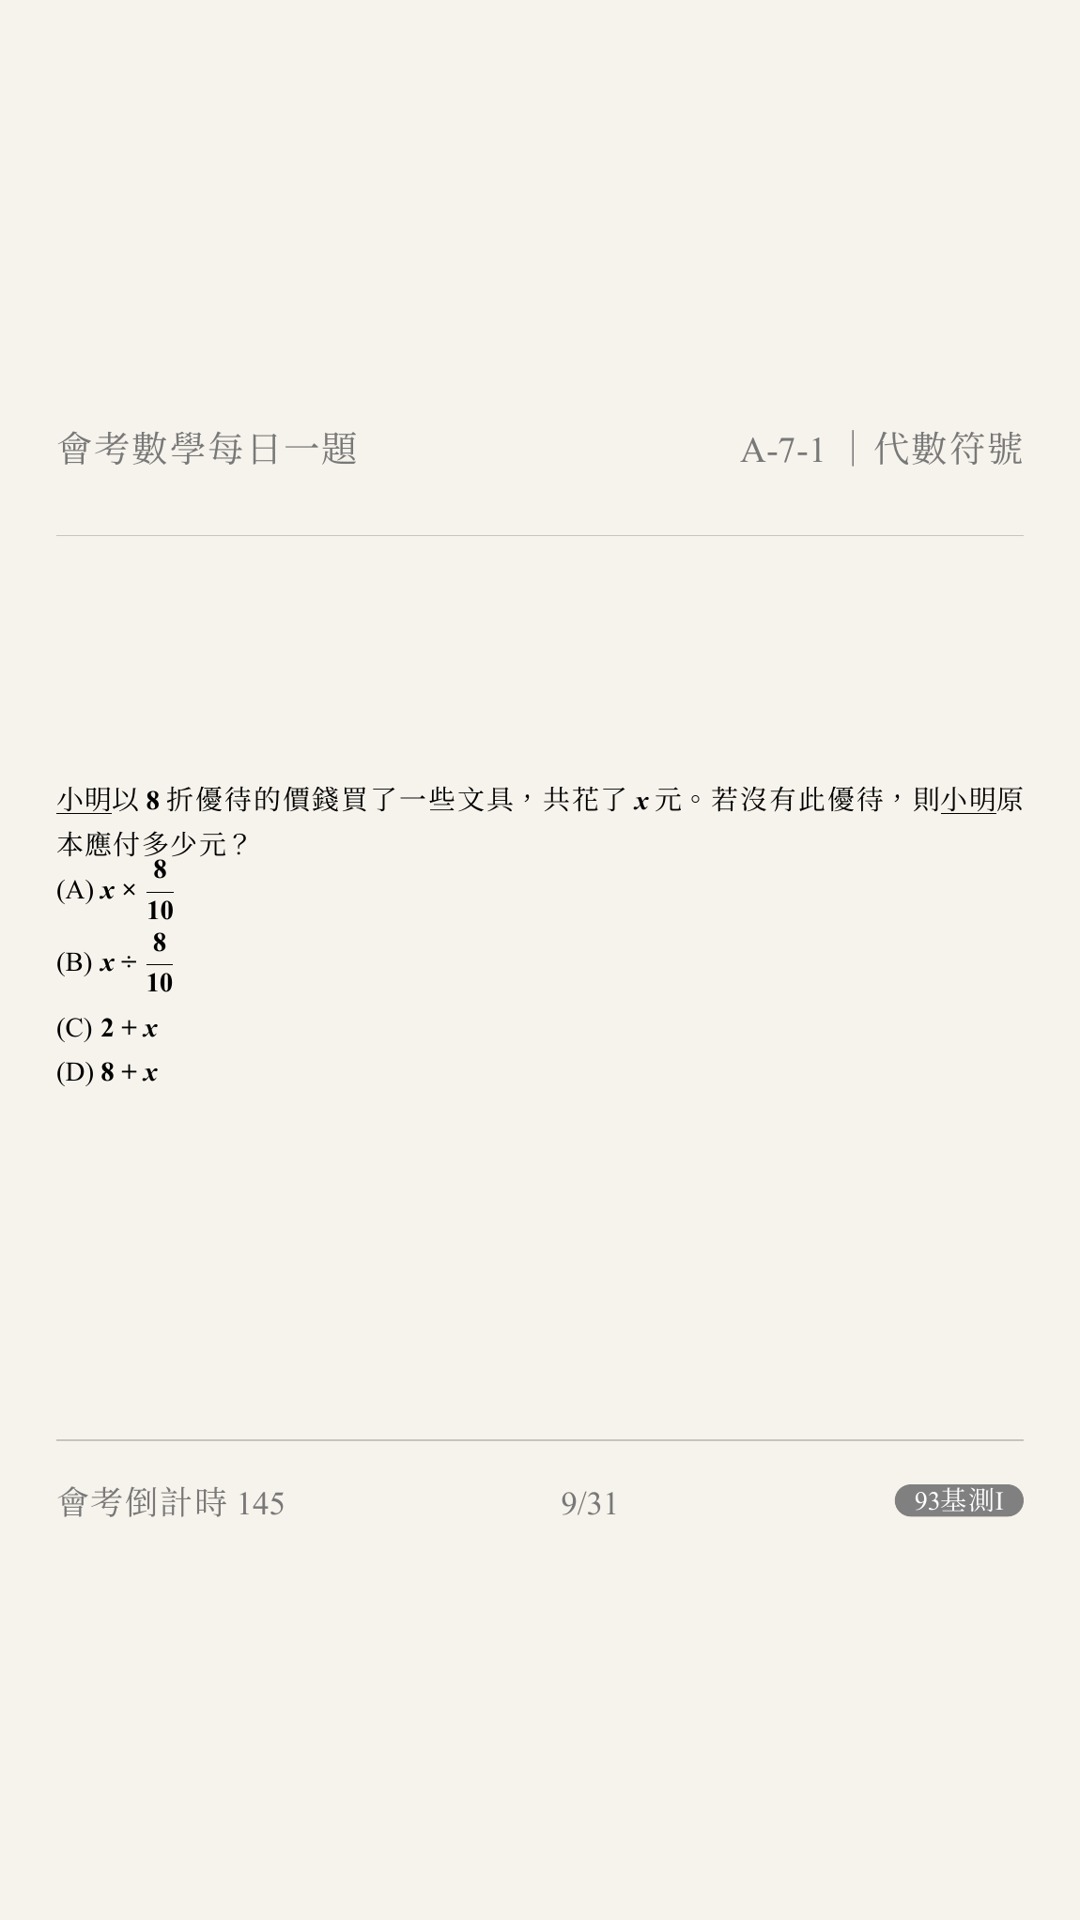 會考數學每日一題
A-7-1｜代數符號
小明以 8 折優待的價錢買了一些文具，共花了 x 元。若沒有此優待，則小明原
本應付多少元？
(A) x × 8/10
(B) x ÷ 8/10
(C) 2 + x
(D) 8 + x
會考倒計時 145
9/31
93基測I